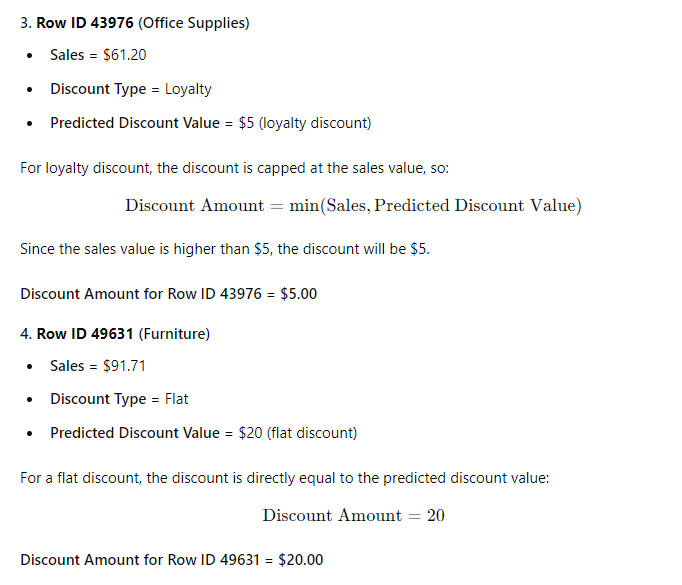 3. Row ID 43976 (Office Supplies)
• Sales = $61.20
• Discount Type = Loyalty
• Predicted Discount Value = $5 (loyalty discount)
For loyalty discount, the discount is capped at the sales value, so:
Discount Amount = min(Sales, Predicted Discount Value)
Since the sales value is higher than $5, the discount will be $5.
Discount Amount for Row ID 43976 = $5.00
4. Row ID 49631 (Furniture)
• Sales = $91.71
• Discount Type = Flat
• Predicted Discount Value = $20 (flat discount)
For a flat discount, the discount is directly equal to the predicted discount value:
Discount Amount = 20
Discount Amount for Row ID 49631 = $20.00